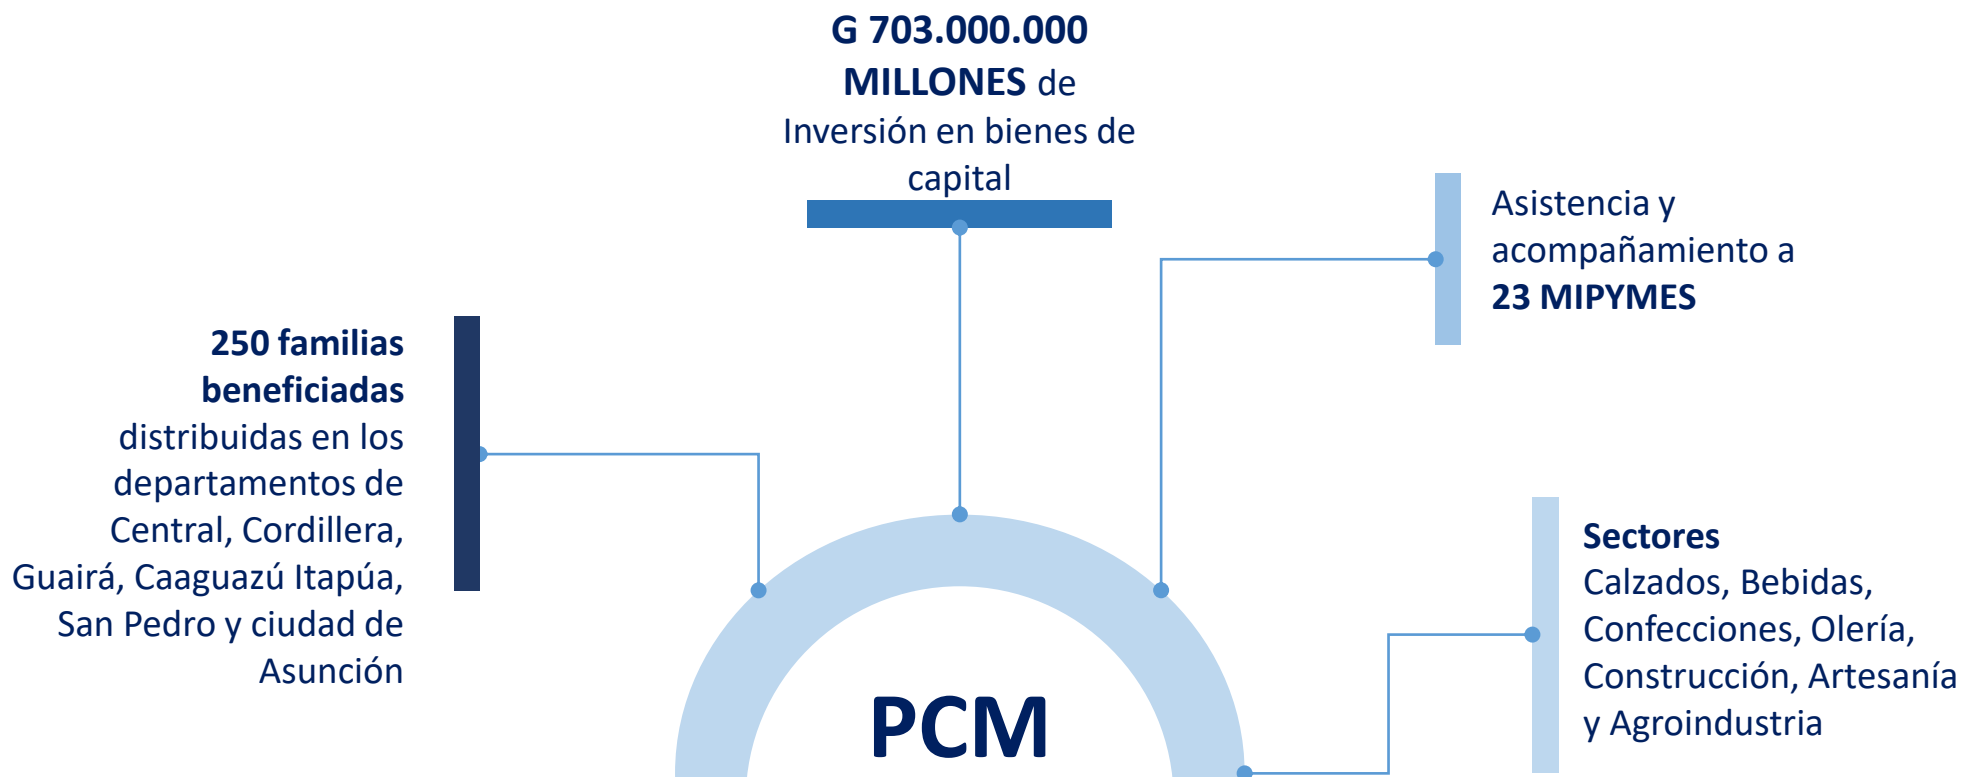 G 703.000.000
MILLONES de
Inversión en bienes de
capital
Asistencia y
acompañamiento a
23 MIPYMES
250 familias
beneficiadas
distribuidas en los
departamentos de
Central, Cordillera,
Guairá, Caaguazú Itapúa,
San Pedro y ciudad de
Asunción
Sectores
Calzados, Bebidas,
Confecciones, Olería,
Construcción, Artesanía
y Agroindustria
PCM